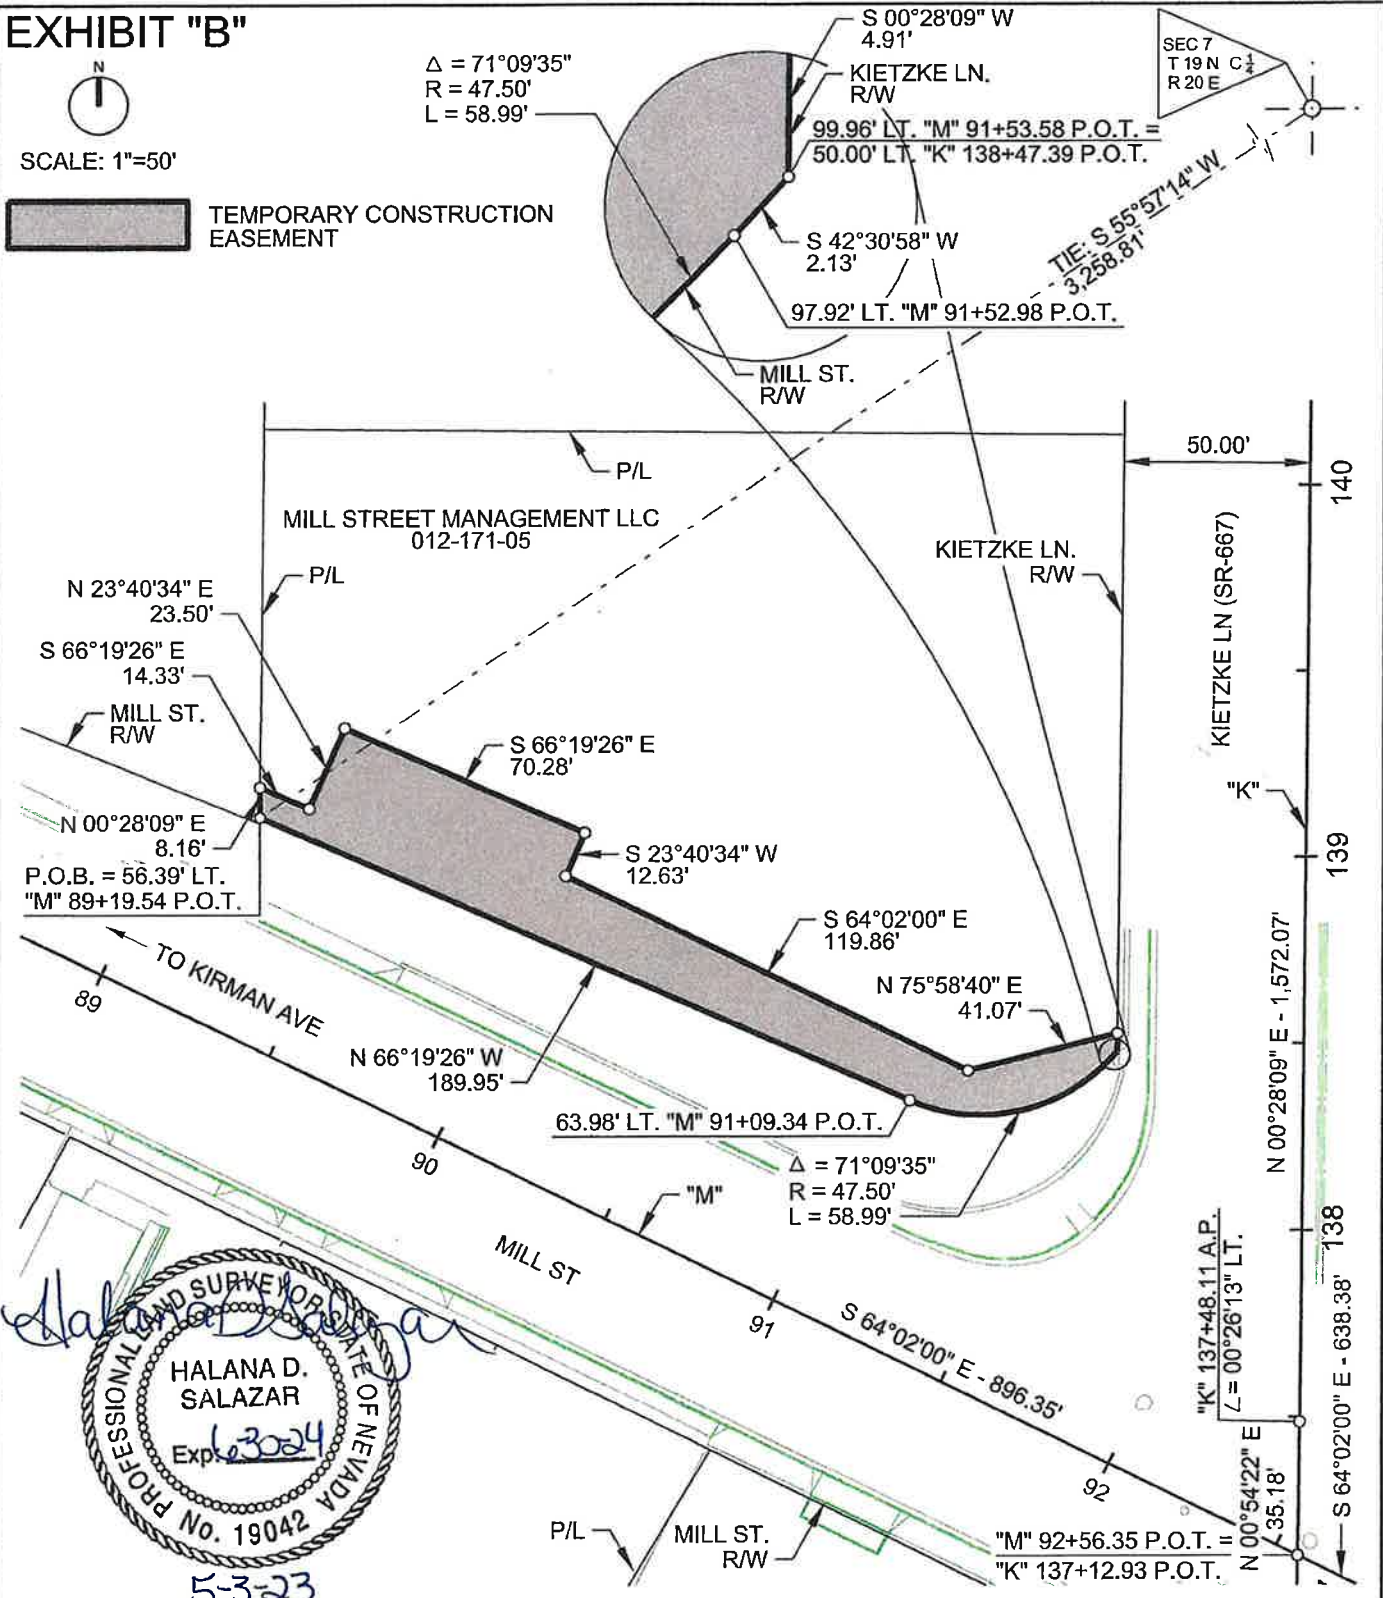 EXHIBIT "B"
N
SCALE: 1"=50'
TEMPORARY CONSTRUCTION
EASEMENT
Δ = 71°09'35"
R = 47.50'
L = 58.99'
S 00°28'09" W
4.91'
KIETZKE LN.
R/W
99.96' LT. "M" 91+53.58 P.O.T. =
50.00' LT. "K" 138+47.39 P.O.T.
S 42°30'58" W
2.13'
97.92' LT. "M" 91+52.98 P.O.T.
MILL ST.
R/W
SEC 7
T 19 N C 1/4
R 20 E
TIE: S 55°57'14" W
3,258.81'
50.00'
P/L
MILL STREET MANAGEMENT LLC
012-171-05
P/L
KIETZKE LN.
R/W
140
KIETZKE LN (SR-667)
N 23°40'34" E
23.50'
S 66°19'26" E
14.33'
MILL ST.
R/W
S 66°19'26" E
70.28'
"K"
N 00°28'09" E
8.16'
P.O.B. = 56.39' LT.
"M" 89+19.54 P.O.T.
S 23°40'34" W
12.63'
139
S 64°02'00" E
119.86'
N 75°58'40" E
41.07'
N 00°28'09" E - 1,572.07'
TO KIRMAN AVE
89
N 66°19'26" W
189.95'
63.98' LT. "M" 91+09.34 P.O.T.
90
Δ = 71°09'35"
R = 47.50'
L = 58.99'
"M"
138
MILL ST
91
S 64°02'00" E - 896.35'
"K" 137+48.11 A.P.
∠ = 00°26'13" LT.
S 64°02'00" E - 638.38'
N 00°54'22" E
35.18'
92
"M" 92+56.35 P.O.T. =
"K" 137+12.93 P.O.T.
P/L
MILL ST.
R/W
Halana D Salazar
PROFESSIONAL LAND SURVEYOR STATE OF NEVADA
HALANA D.
SALAZAR
Exp. 6-30-24
No. 19042
5-3-23